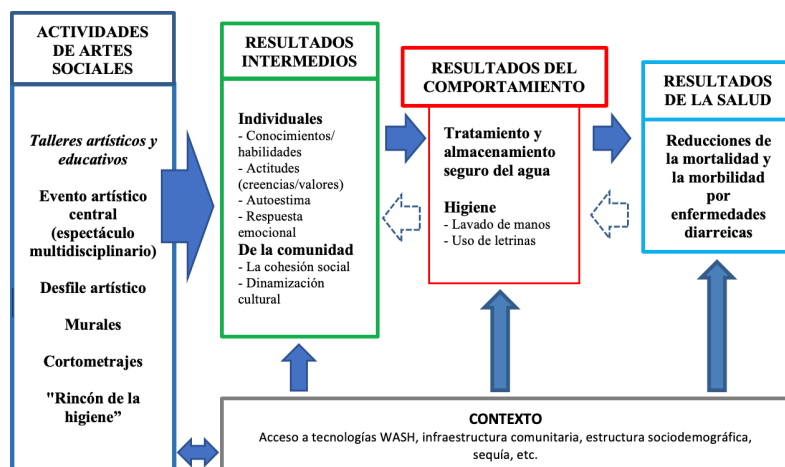 ACTIVIDADES
DE ARTES
SOCIALES
Talleres artísticos y
educativos
Evento artístico
central
(espectáculo
multidisciplinario)
Desfile artístico
Murales
Cortometrajes
"Rincón de la
higiene”
RESULTADOS
INTERMEDIOS
Individuales
- Conocimientos/
habilidades
- Actitudes
(creencias/valores)
- Autoestima
- Respuesta
emocional
De la comunidad
- La cohesión social
- Dinamización
cultural
RESULTADOS DEL
COMPORTAMIENTO
Tratamiento y
almacenamiento
seguro del agua
Higiene
- Lavado de manos
- Uso de letrinas
RESULTADOS
DE LA SALUD
Reducciones de
la mortalidad y
la morbilidad
por
enfermedades
diarreicas
CONTEXTO
Acceso a tecnologías WASH, infraestructura comunitaria, estructura sociodemográfica,
sequía, etc.